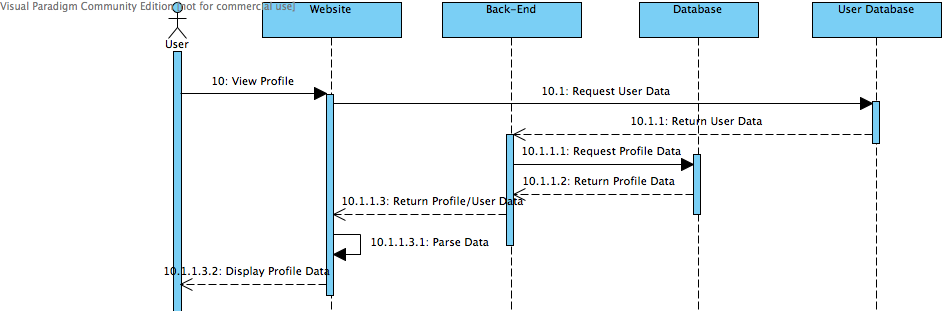 Visual Paradigm Community Edition [not for commercial use]
User
Website
Back-End
Database
User Database
10: View Profile
10.1: Request User Data
10.1.1: Return User Data
10.1.1.1: Request Profile Data
10.1.1.2: Return Profile Data
10.1.1.3: Return Profile/User Data
10.1.1.3.1: Parse Data
10.1.1.3.2: Display Profile Data